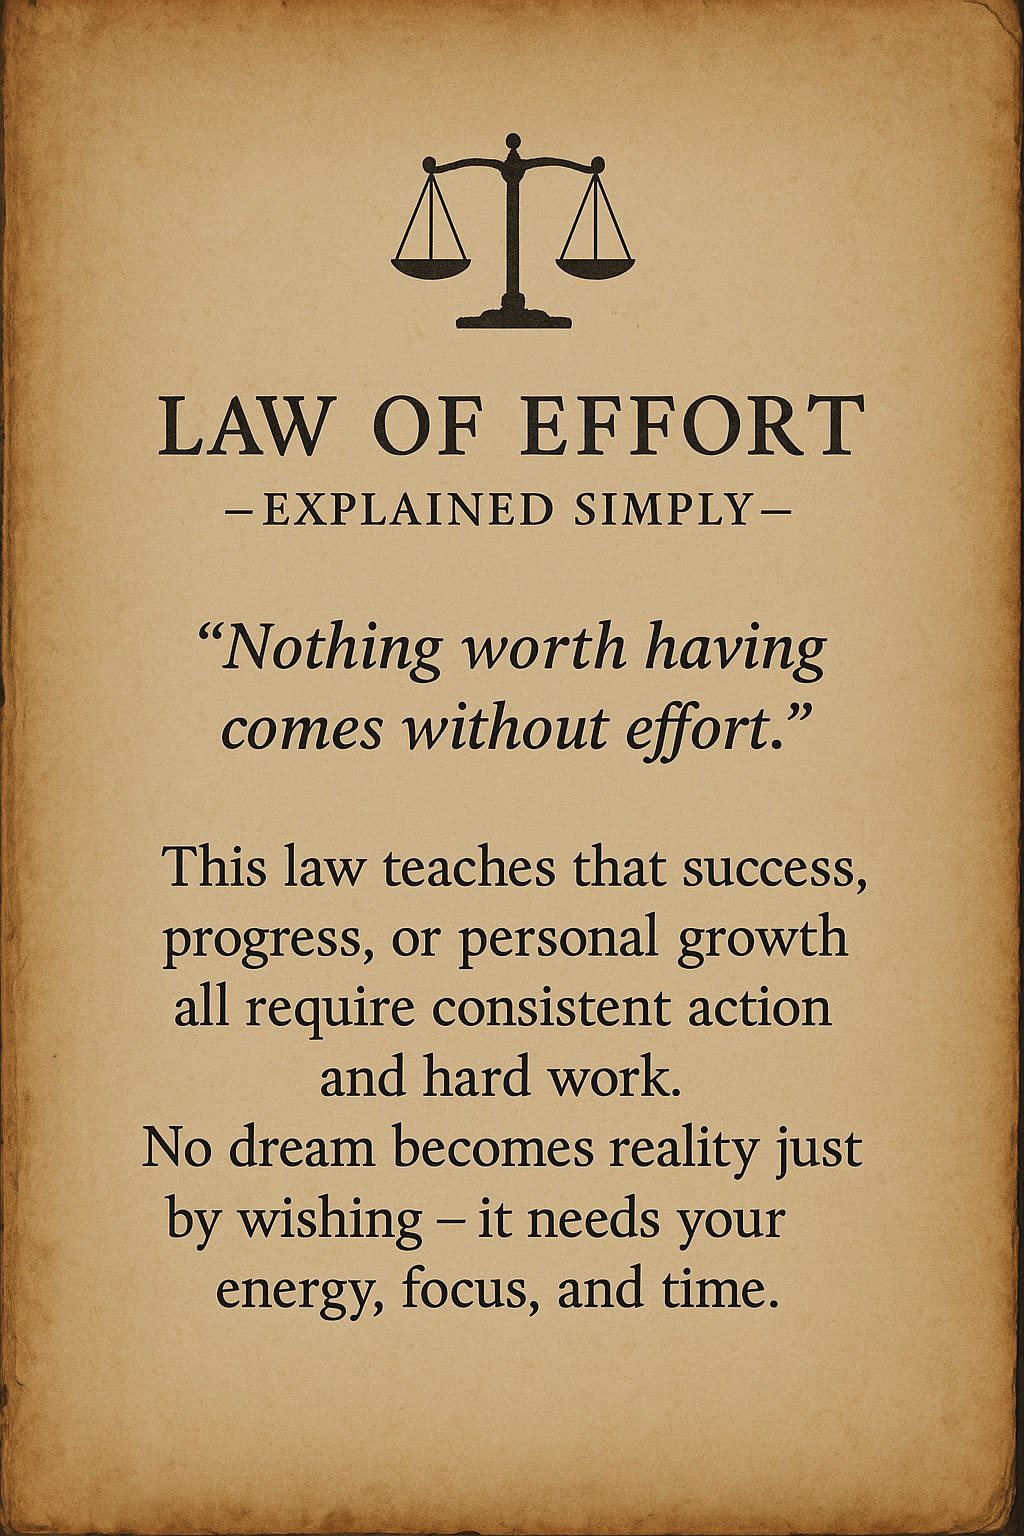 LAW OF EFFORT
–EXPLAINED SIMPLY–
“Nothing worth having
comes without effort.”
This law teaches that success,
progress, or personal growth
all require consistent action
and hard work.
No dream becomes reality just
by wishing – it needs your
energy, focus, and time.